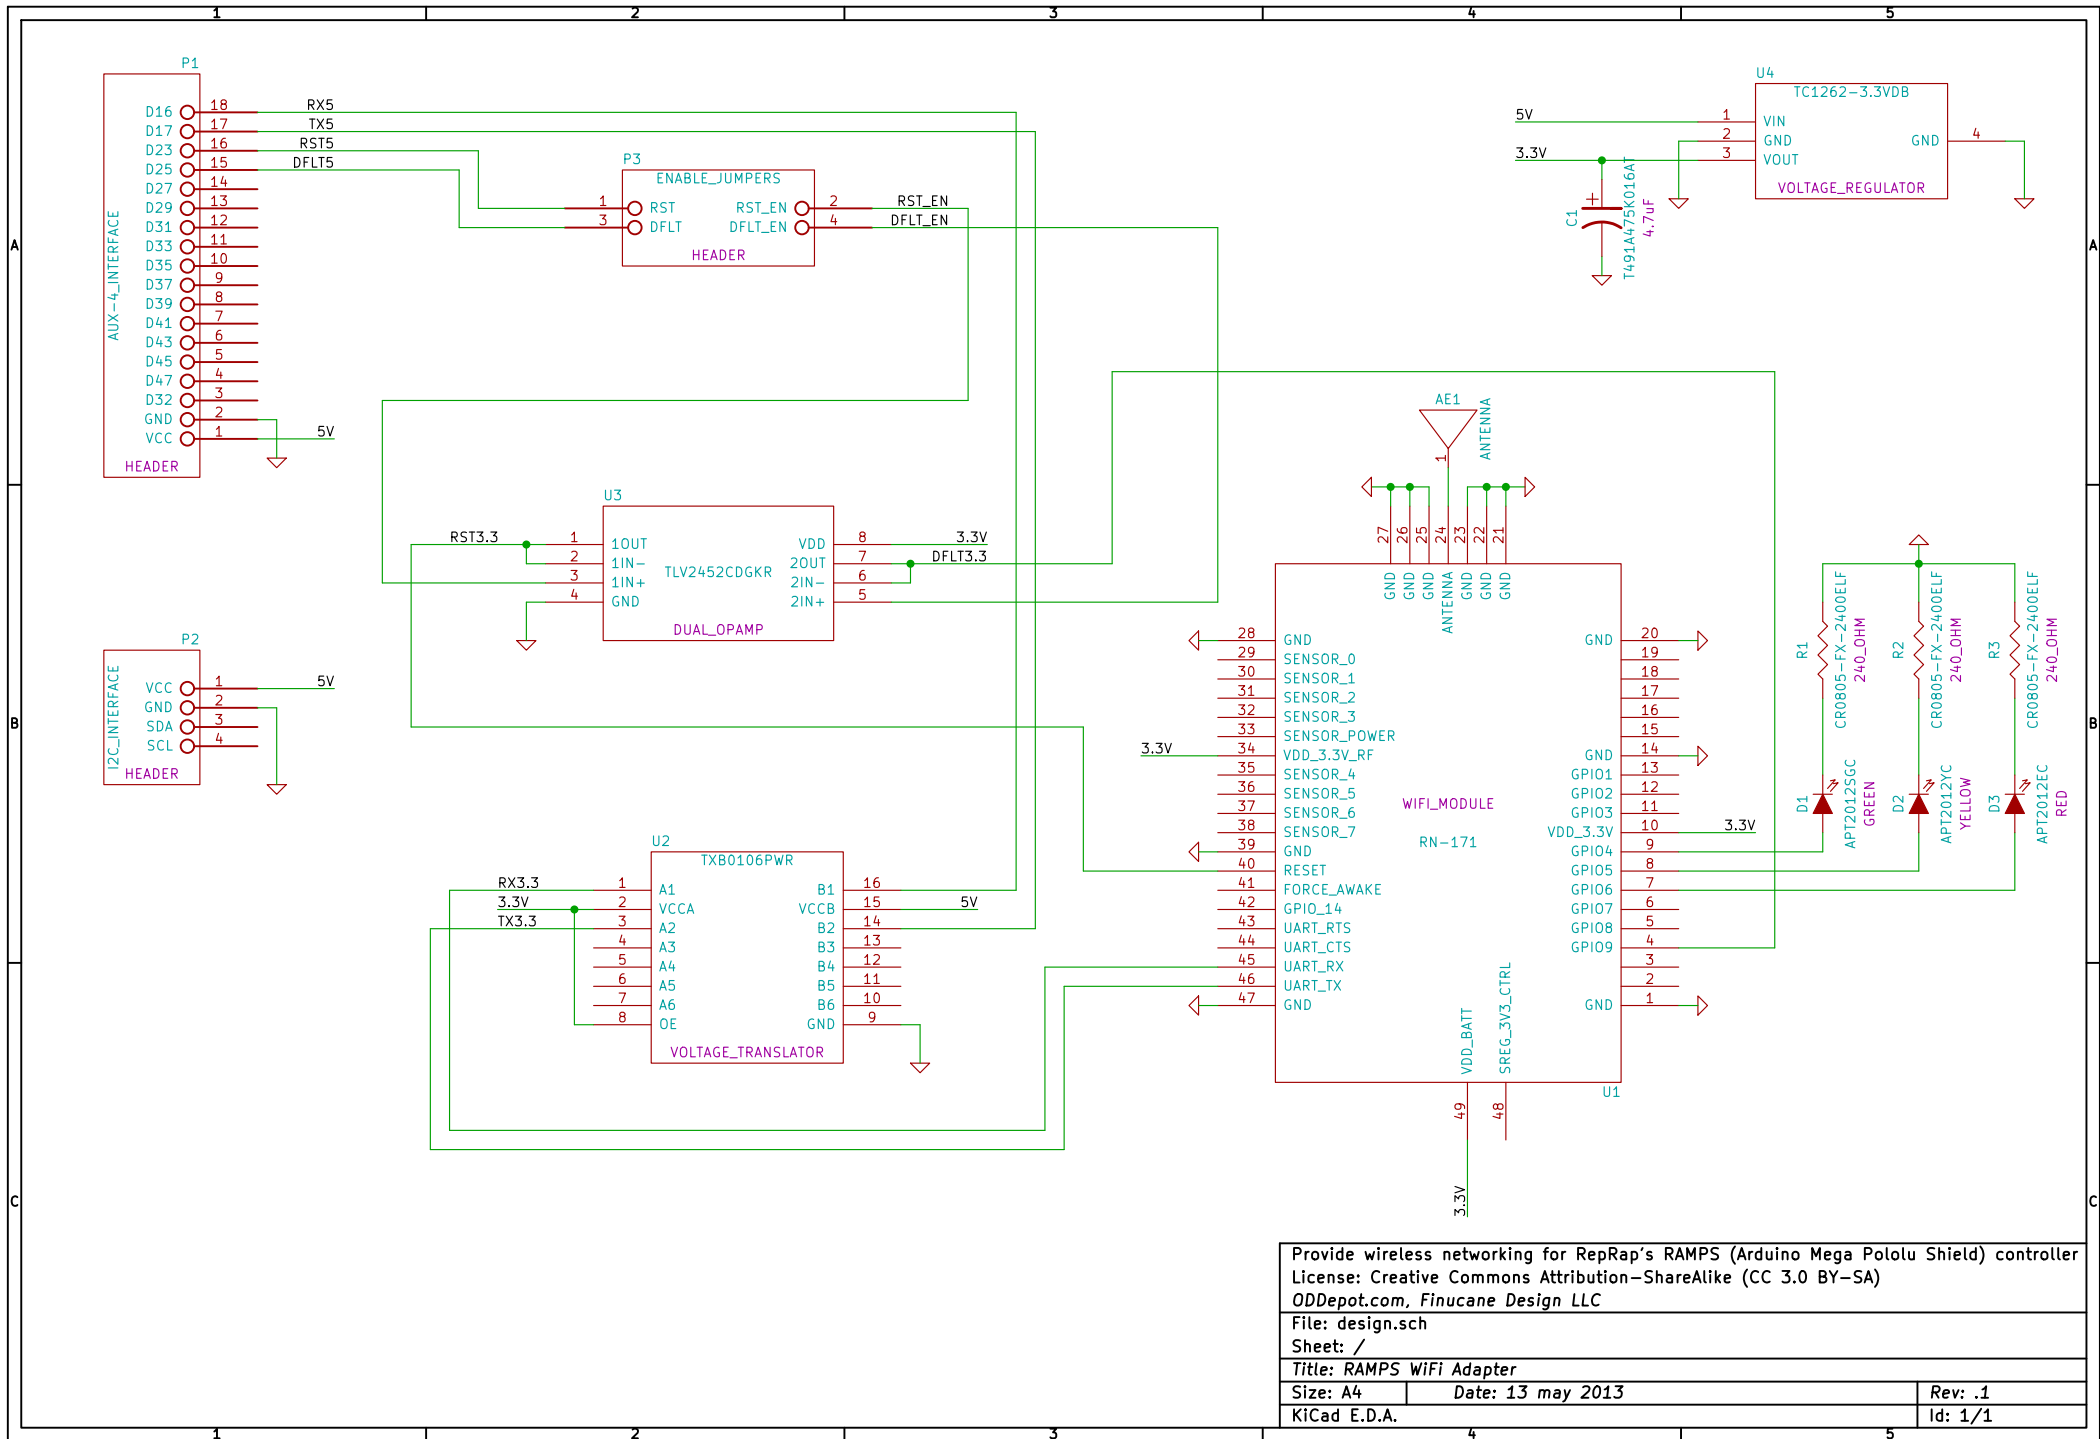 1 2 3 4 5
A
B
C
A
B
C
1 2 3 4 5
P1
AUX-4_INTERFACE
D16 18 RX5
D17 17 TX5
D23 16 RST5
D25 15 DFLT5
D27 14
D29 13
D31 12
D33 11
D35 10
D37 9
D39 8
D41 7
D43 6
D45 5
D47 4
D32 3
GND 2
VCC 1 5V
HEADER
P2
I2C_INTERFACE
VCC 1 5V
GND 2
SDA 3
SCL 4
HEADER
P3
ENABLE_JUMPERS
1 RST RST_EN 2 RST_EN
3 DFLT DFLT_EN 4 DFLT_EN
HEADER
U3
RST3.3 1 1OUT VDD 8 3.3V
2 1IN- 2OUT 7 DFLT3.3
TLV2452CDGKR
3 1IN+ 2IN- 6
4 GND 2IN+ 5
DUAL_OPAMP
U2
TXB0106PWR
RX3.3 1 A1 B1 16
3.3V 2 VCCA VCCB 15 5V
TX3.3 3 A2 B2 14
4 A3 B3 13
5 A4 B4 12
6 A5 B5 11
7 A6 B6 10
8 OE GND 9
VOLTAGE_TRANSLATOR
U4
TC1262-3.3VDB
5V 1 VIN
2 GND GND 4
3.3V 3 VOUT
VOLTAGE_REGULATOR
C1
T491A475K016AT
4.7uF
AE1
ANTENNA
1
27 26 25 24 23 22 21
GND GND GND ANTENNA GND GND GND
28 GND GND 20
29 SENSOR_0 19
30 SENSOR_1 18
31 SENSOR_2 17
32 SENSOR_3 16
33 SENSOR_POWER 15
3.3V 34 VDD_3.3V_RF GND 14
35 SENSOR_4 GPIO1 13
36 SENSOR_5 GPIO2 12
37 SENSOR_6 GPIO3 11
WIFI_MODULE
38 SENSOR_7 VDD_3.3V 10 3.3V
RN-171
39 GND GPIO4 9
40 RESET GPIO5 8
41 FORCE_AWAKE GPIO6 7
42 GPIO_14 GPIO7 6
43 UART_RTS GPIO8 5
44 UART_CTS GPIO9 4
45 UART_RX 3
46 UART_TX 2
47 GND GND 1
VDD_BATT SREG_3V3_CTRL
U1
49 48
3.3V
R1 CR0805-FX-2400ELF 240_OHM
R2 CR0805-FX-2400ELF 240_OHM
R3 CR0805-FX-2400ELF 240_OHM
D1 APT2012SGC GREEN
D2 APT2012YC YELLOW
D3 APT2012EC RED
Provide wireless networking for RepRap's RAMPS (Arduino Mega Pololu Shield) controller
License: Creative Commons Attribution-ShareAlike (CC 3.0 BY-SA)
ODDepot.com, Finucane Design LLC
File: design.sch
Sheet: /
Title: RAMPS WiFi Adapter
Size: A4 Date: 13 may 2013 Rev: .1
KiCad E.D.A. Id: 1/1